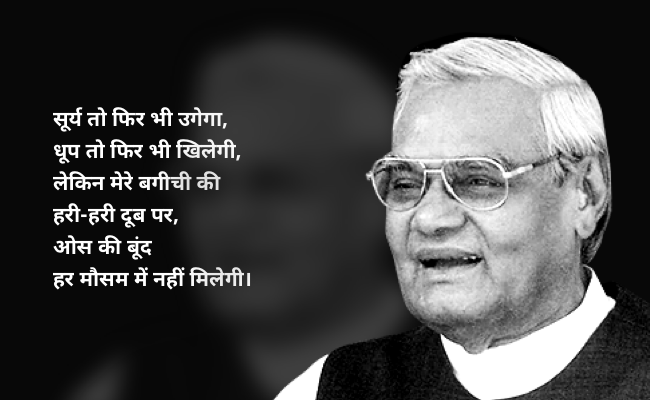 सूर्य तो फिर भी उगेगा,
धूप तो फिर भी खिलेगी,
लेकिन मेरे बगीची की
हरी-हरी दूब पर,
ओस की बूंद
हर मौसम में नहीं मिलेगी।